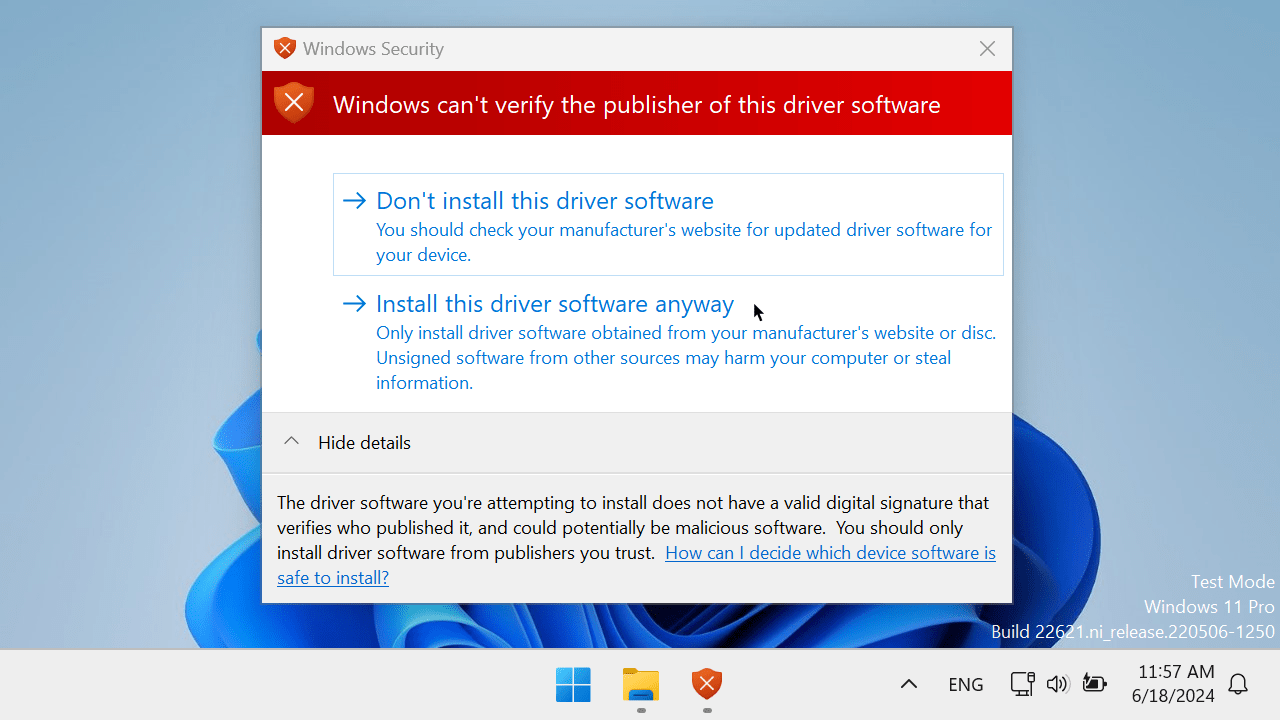 Windows Security
Windows can't verify the publisher of this driver software
Don't install this driver software
You should check your manufacturer's website for updated driver software for
your device.
Install this driver software anyway
Only install driver software obtained from your manufacturer's website or disc.
Unsigned software from other sources may harm your computer or steal
information.
Hide details
The driver software you're attempting to install does not have a valid digital signature that
verifies who published it, and could potentially be malicious software.  You should only
install driver software from publishers you trust.  How can I decide which device software is
safe to install?
Test Mode
Windows 11 Pro
Build 22621.ni_release.220506-1250
ENG
11:57 AM
6/18/2024